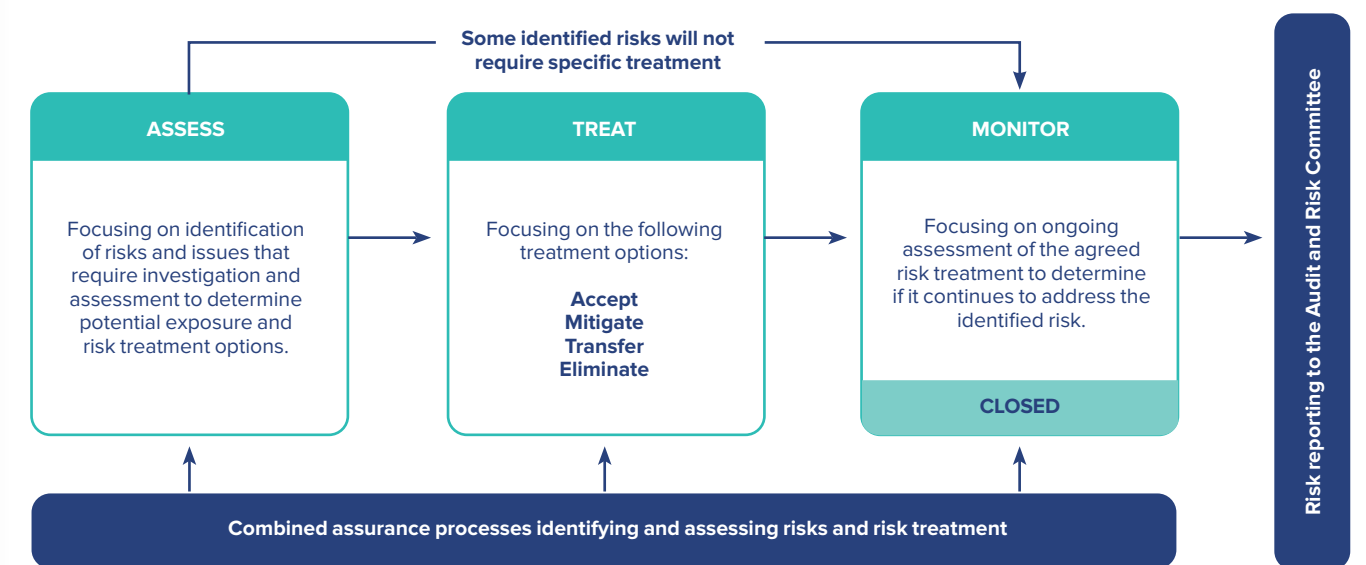 Some identified risks will not
require specific treatment
ASSESS
Focusing on identification
of risks and issues that
require investigation and
assessment to determine
potential exposure and
risk treatment options.
TREAT
Focusing on the following
treatment options:
Accept
Mitigate
Transfer
Eliminate
MONITOR
Focusing on ongoing
assessment of the agreed
risk treatment to determine
if it continues to address the
identified risk.
CLOSED
Combined assurance processes identifying and assessing risks and risk treatment
Risk reporting to the Audit and Risk Committee